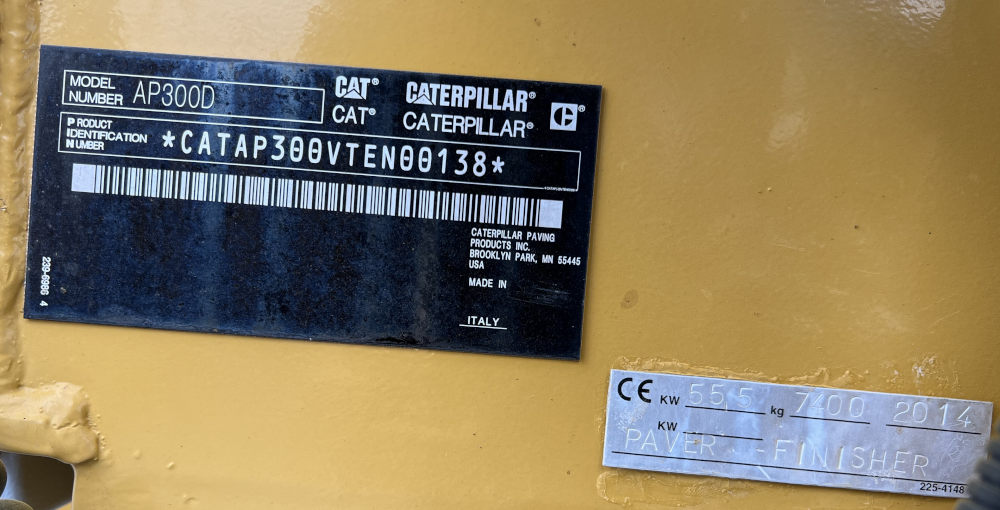 MODEL NUMBER AP300D
CAT® CATERPILLAR®
CAT® CATERPILLAR®
PRODUCT IDENTIFICATION NUMBER *CATAP300VTEN00138*
CATERPILLAR PAVING
PRODUCTS INC.
BROOKLYN PARK, MN 55445
USA
MADE IN
ITALY
239-6986 4
CE KW 55,5 kg 7400 2014
KW
PAVER -FINISHER
225-4148